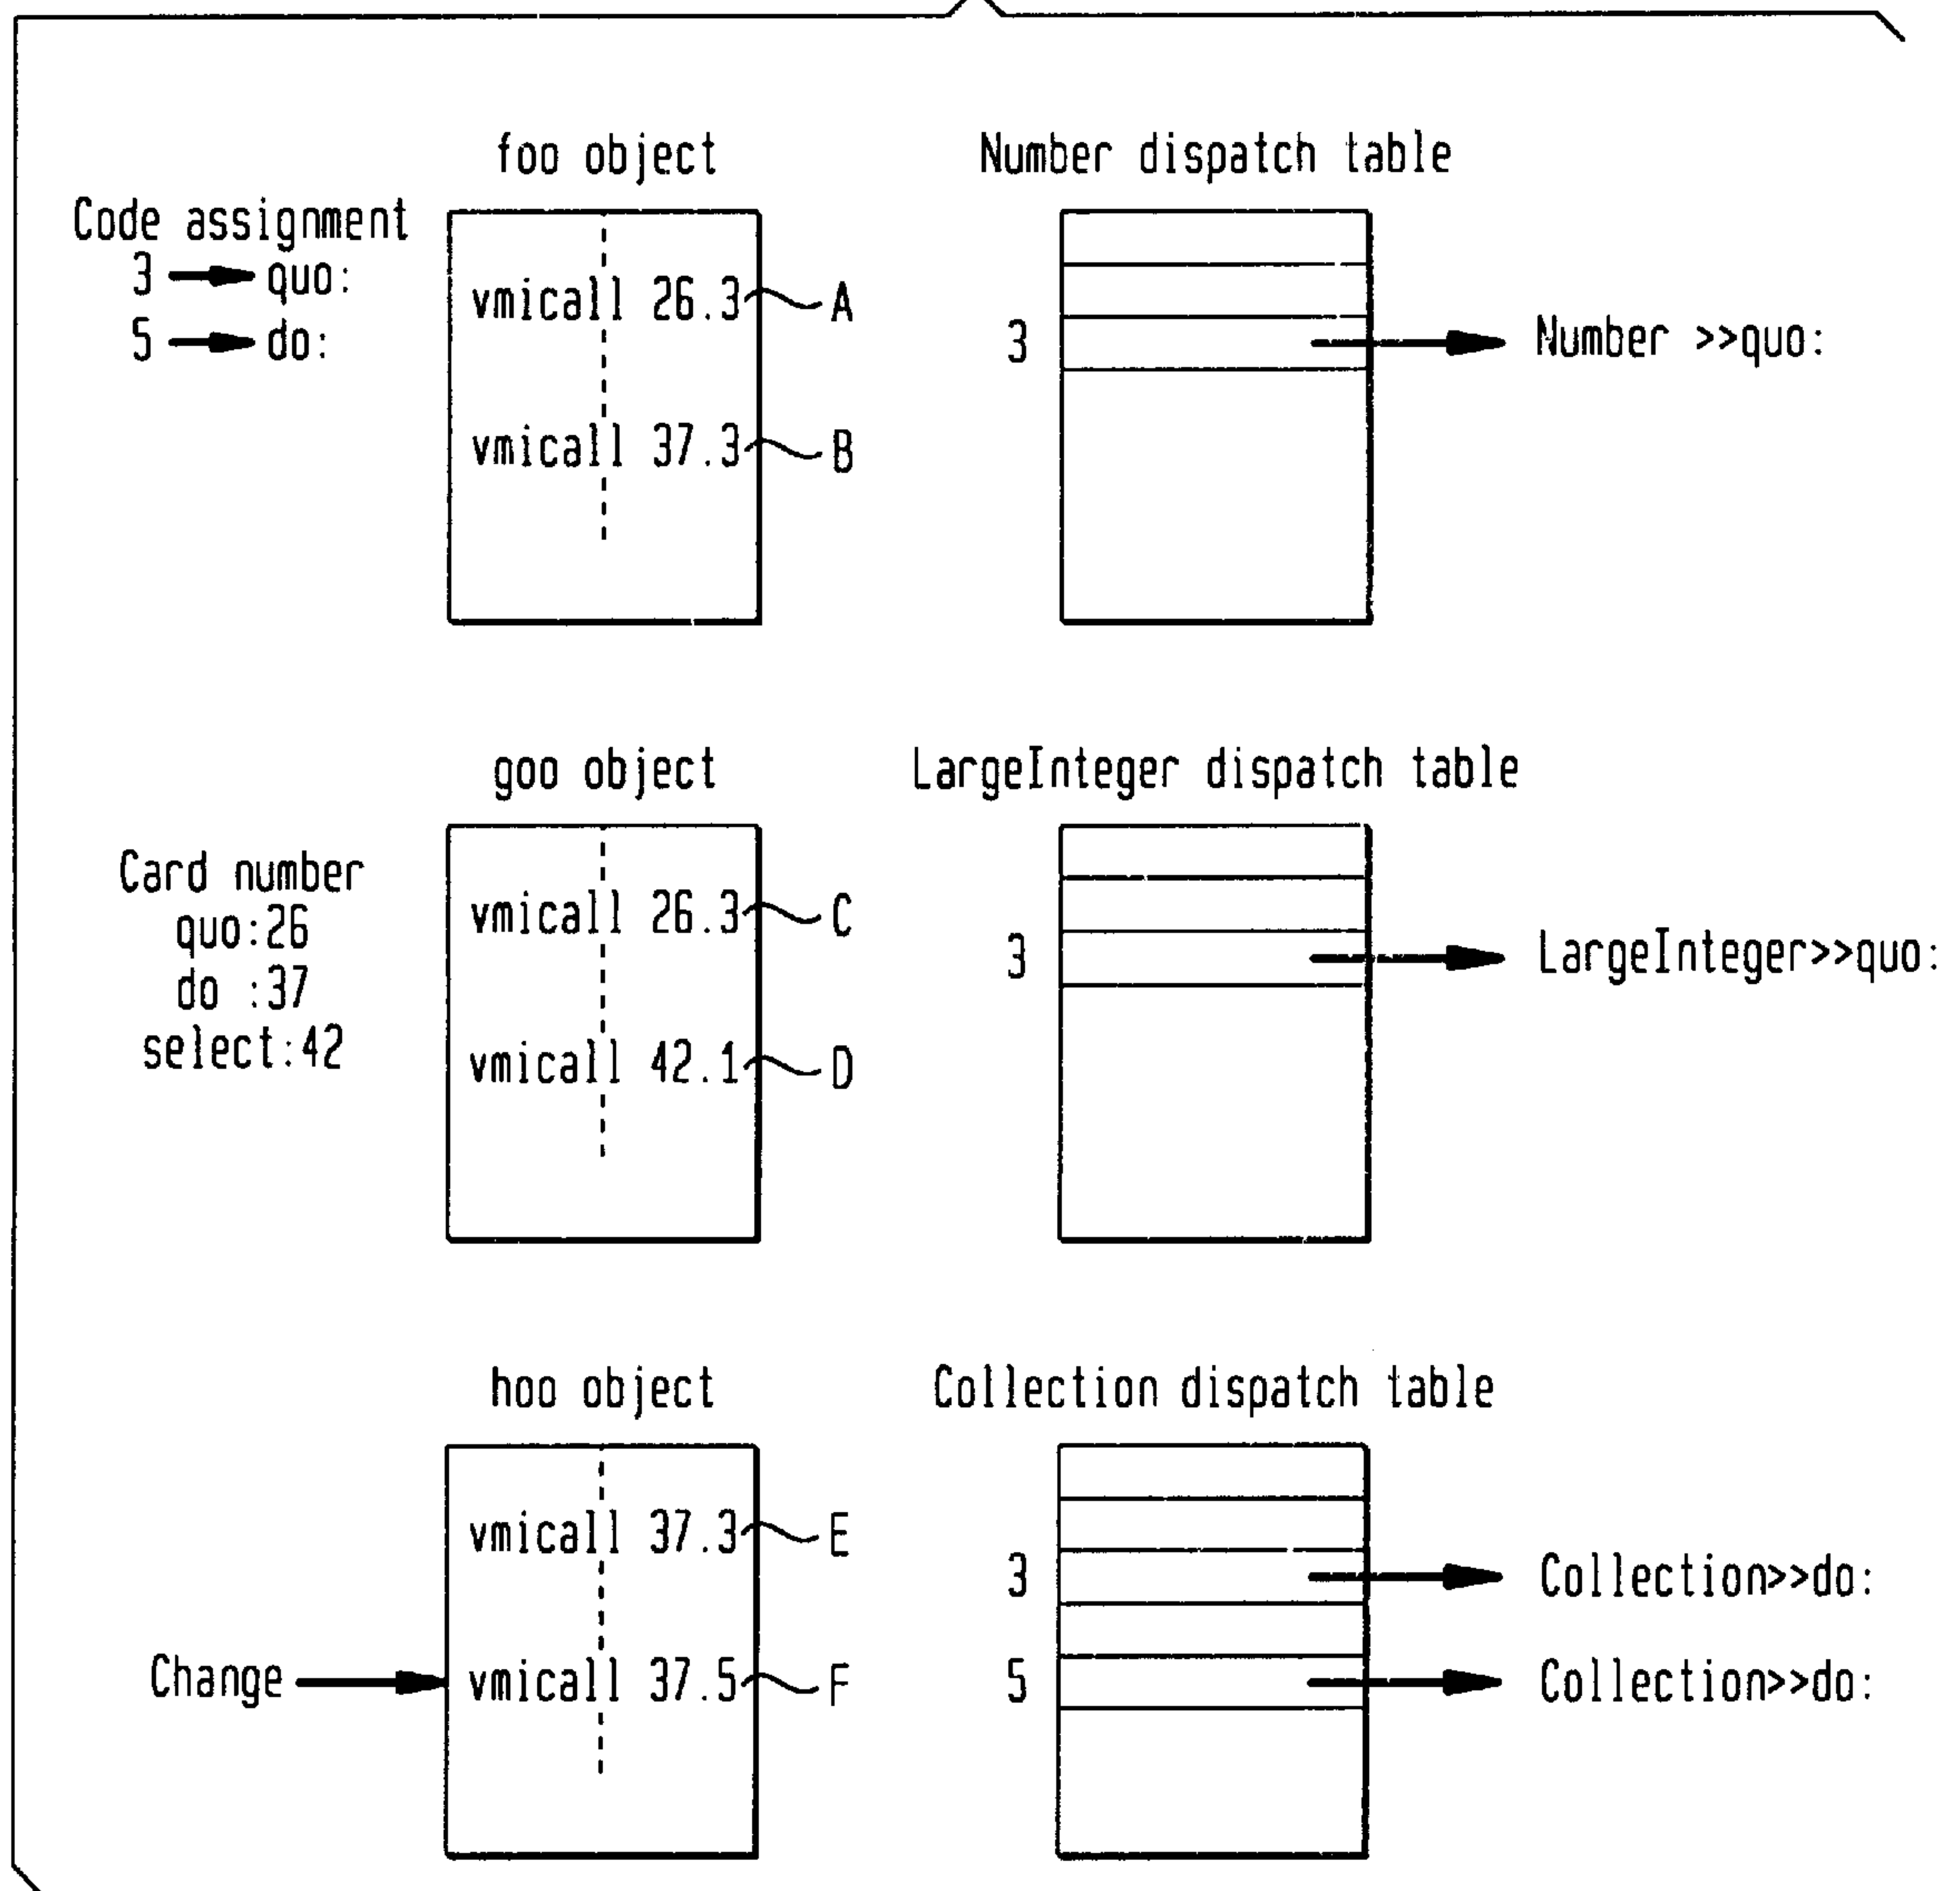 foo object
Number dispatch table
Code assignment
3 quo:
5 do:
vmicall 26.3
A
vmicall 37.3
B
3
Number >>quo:
goo object
LargeInteger dispatch table
Card number
quo:26
do :37
select:42
vmicall 26.3
C
vmicall 42.1
D
3
LargeInteger>>quo:
hoo object
Collection dispatch table
vmicall 37.3
E
Change
vmicall 37.5
F
3
Collection>>do:
5
Collection>>do: